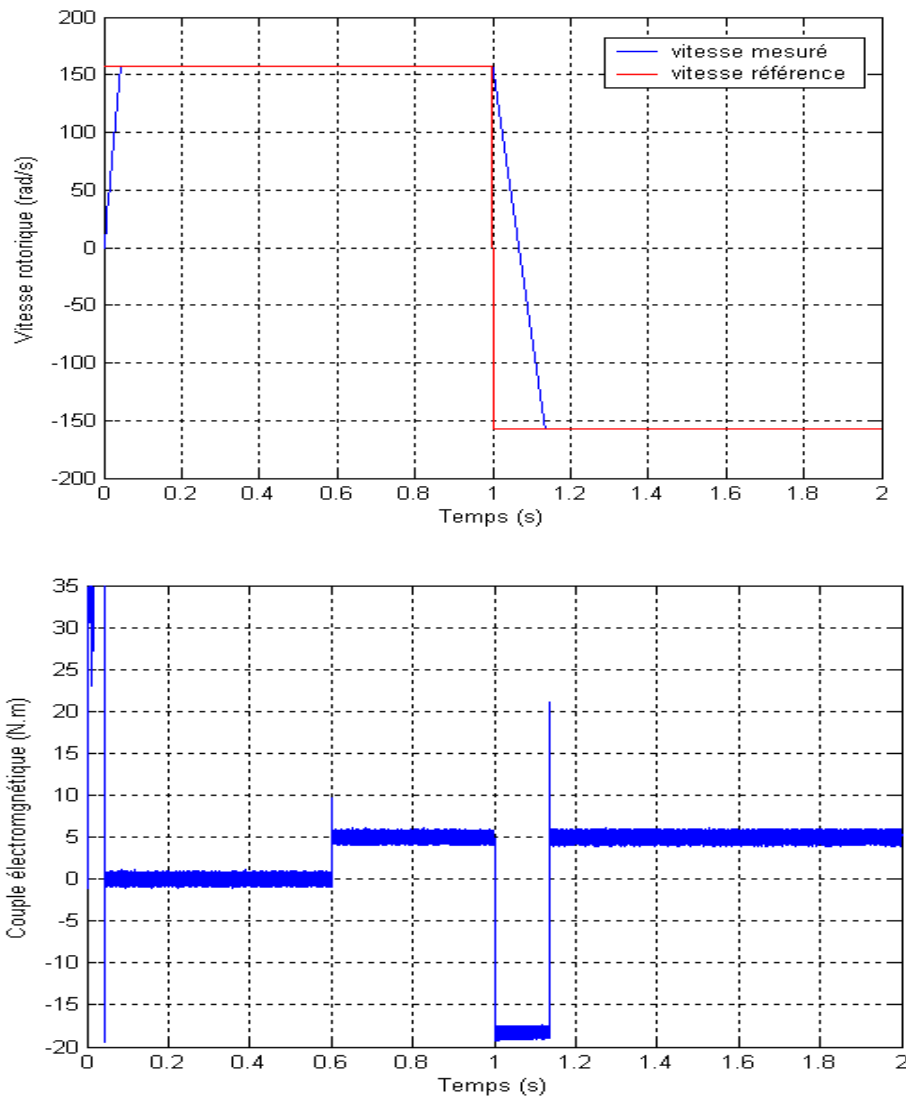 200
150
100
50
0
-50
-100
-150
-200
Vitesse rotorique (rad/s)
vitesse mesuré
vitesse référence
0 0.2 0.4 0.6 0.8 1 1.2 1.4 1.6 1.8 2
Temps (s)
35
30
25
20
15
10
5
0
-5
-10
-15
-20
Couple électromgnétique (N.m)
0 0.2 0.4 0.6 0.8 1 1.2 1.4 1.6 1.8 2
Temps (s)